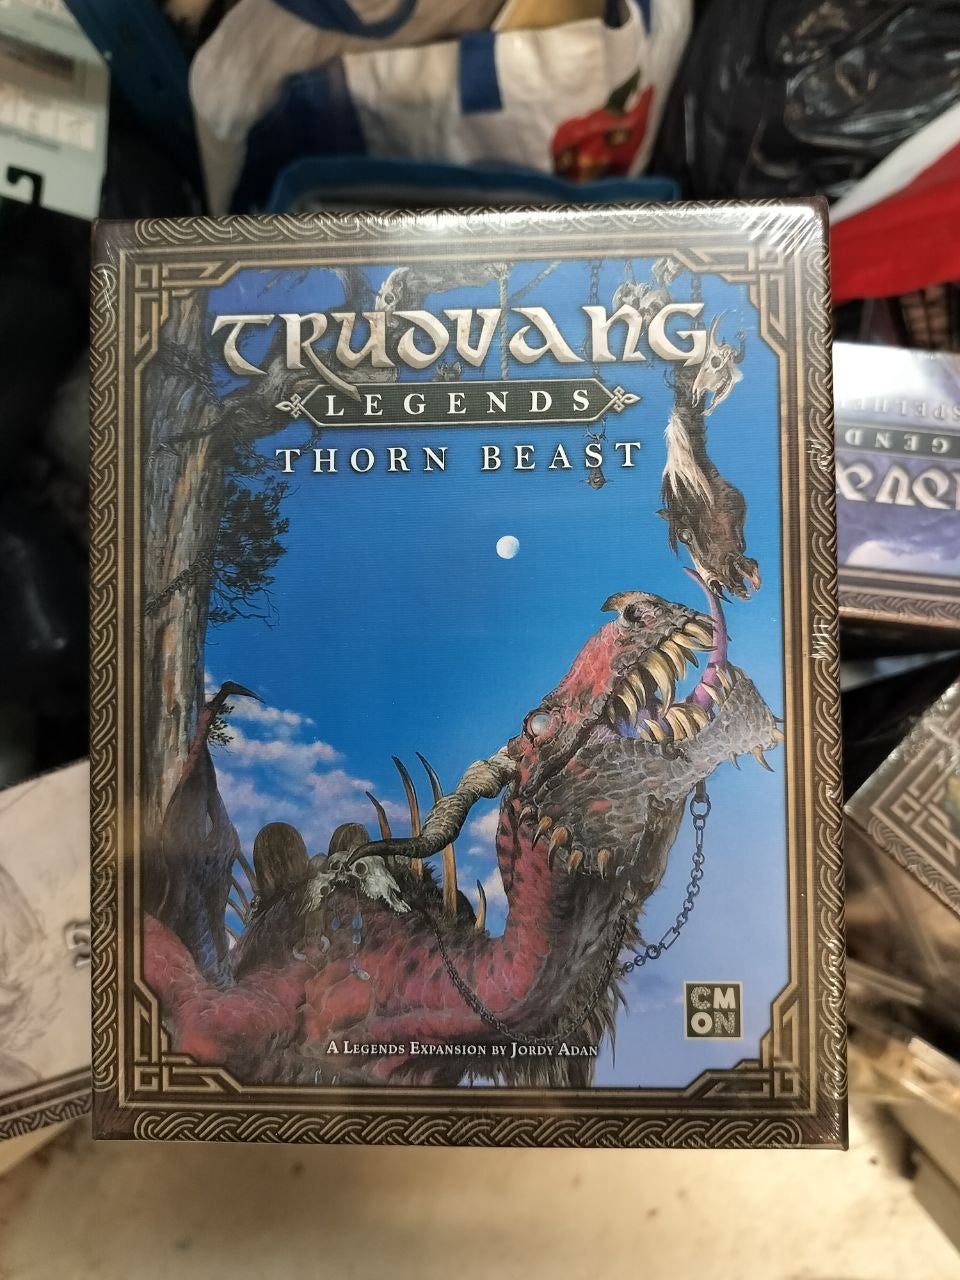 TRUDVANG
LEGENDS
THORN BEAST
A LEGENDS EXPANSION BY JORDY ADAN
CM
ON